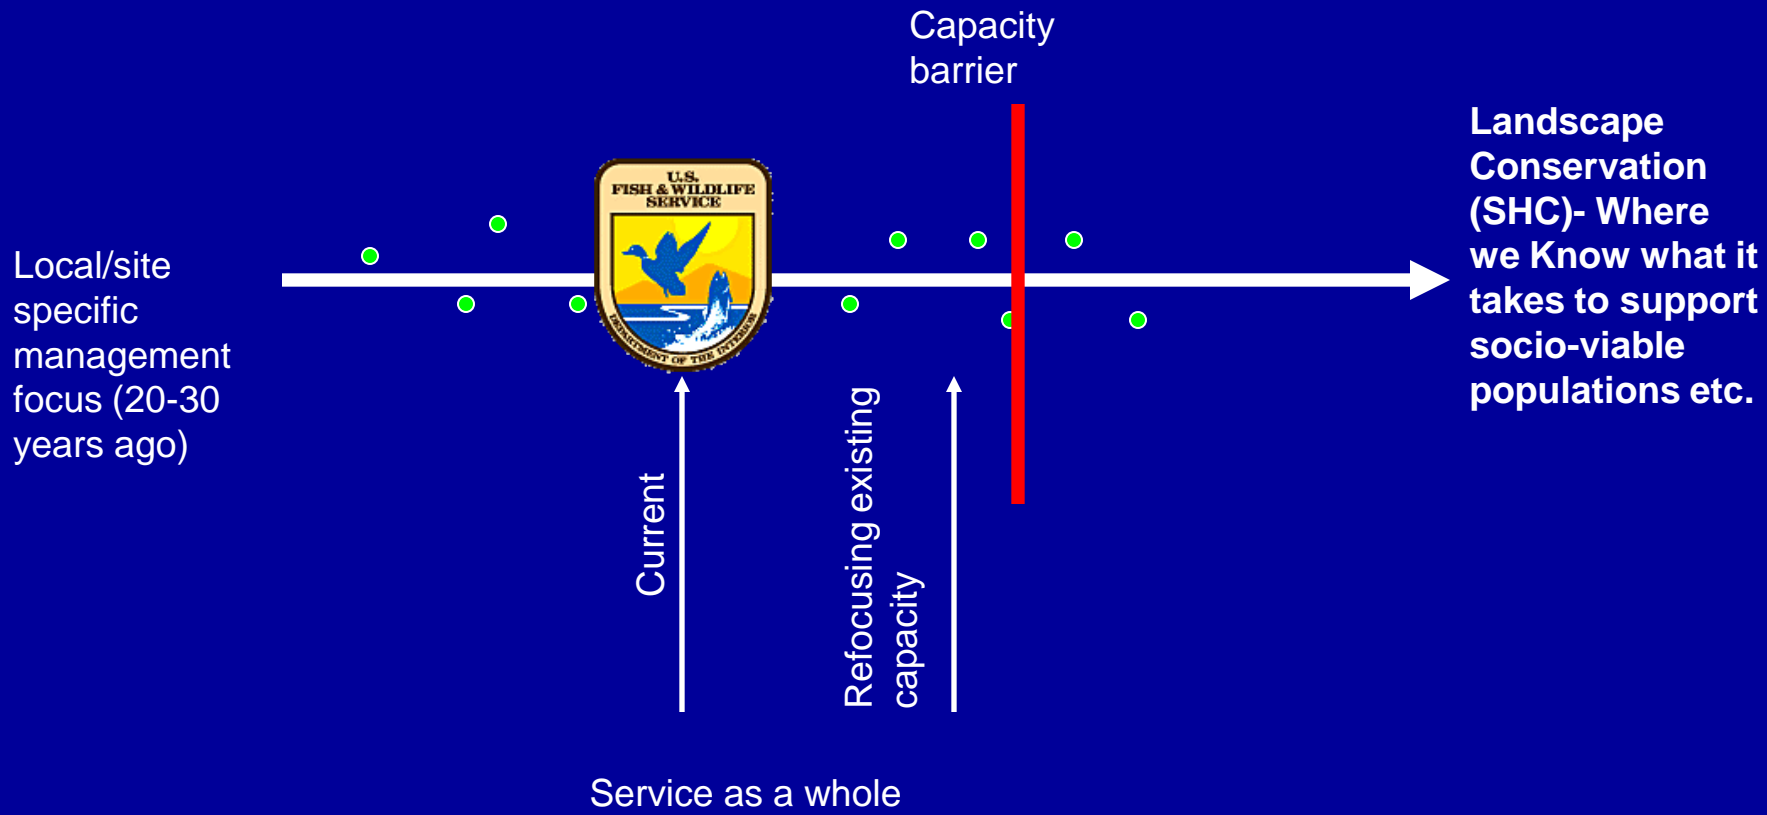 Capacity
barrier
Landscape
Conservation
(SHC)- Where
we Know what it
takes to support
socio-viable
populations etc.
U.S.
FISH & WILDLIFE
SERVICE
DEPARTMENT OF THE INTERIOR
Local/site
specific
management
focus (20-30
years ago)
Current
Refocusing existing
capacity
Service as a whole